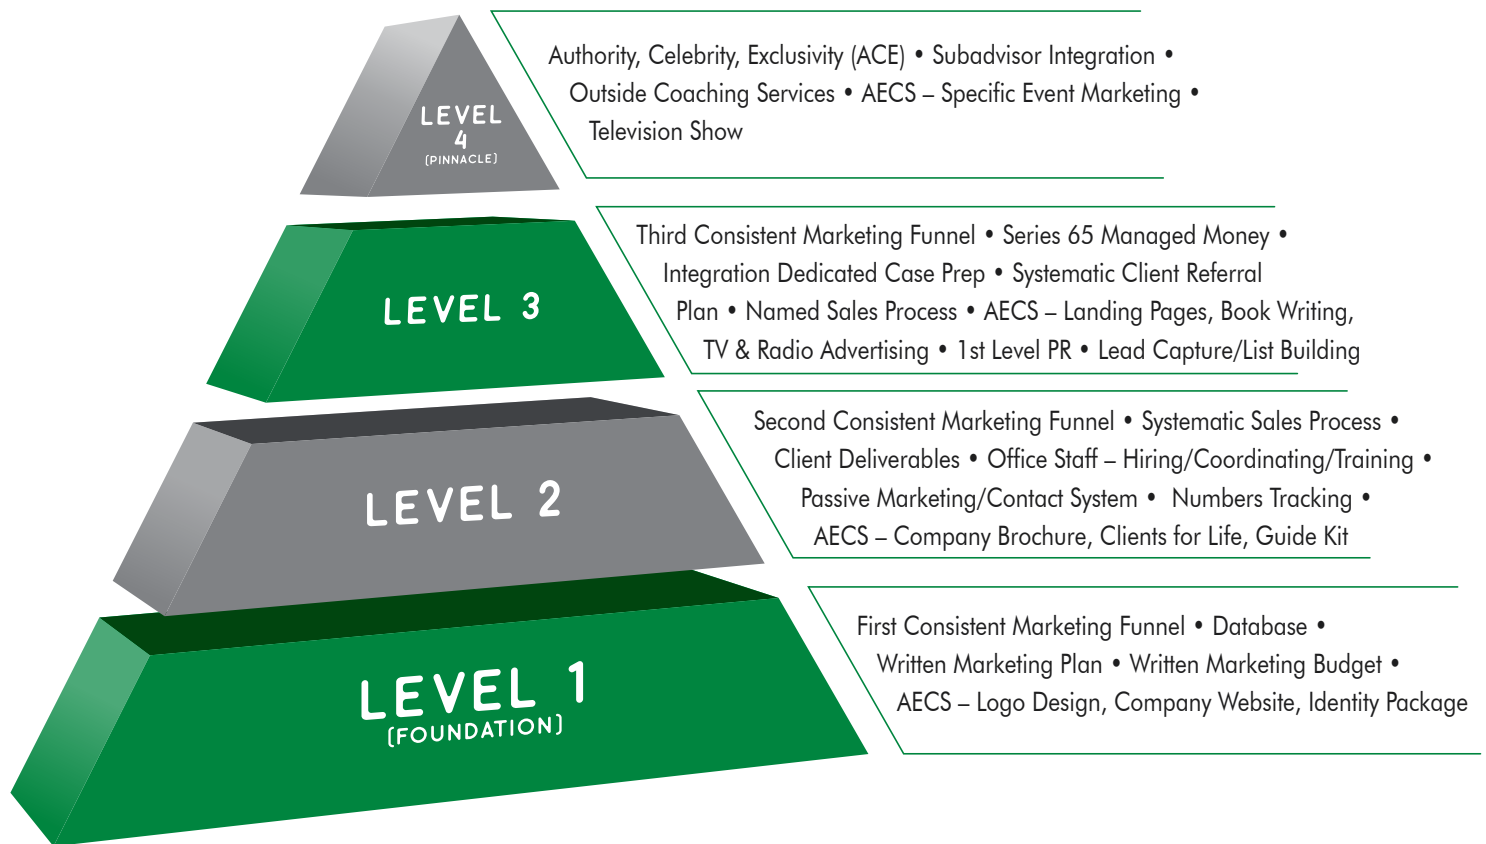 LEVEL
4
(PINNACLE)
Authority, Celebrity, Exclusivity (ACE) • Subadvisor Integration •
Outside Coaching Services • AECS – Specific Event Marketing •
Television Show
LEVEL 3
Third Consistent Marketing Funnel • Series 65 Managed Money •
Integration Dedicated Case Prep • Systematic Client Referral
Plan • Named Sales Process • AECS – Landing Pages, Book Writing,
TV & Radio Advertising • 1st Level PR • Lead Capture/List Building
LEVEL 2
Second Consistent Marketing Funnel • Systematic Sales Process •
Client Deliverables • Office Staff – Hiring/Coordinating/Training •
Passive Marketing/Contact System • Numbers Tracking •
AECS – Company Brochure, Clients for Life, Guide Kit
LEVEL 1
(FOUNDATION)
First Consistent Marketing Funnel • Database •
Written Marketing Plan • Written Marketing Budget •
AECS – Logo Design, Company Website, Identity Package